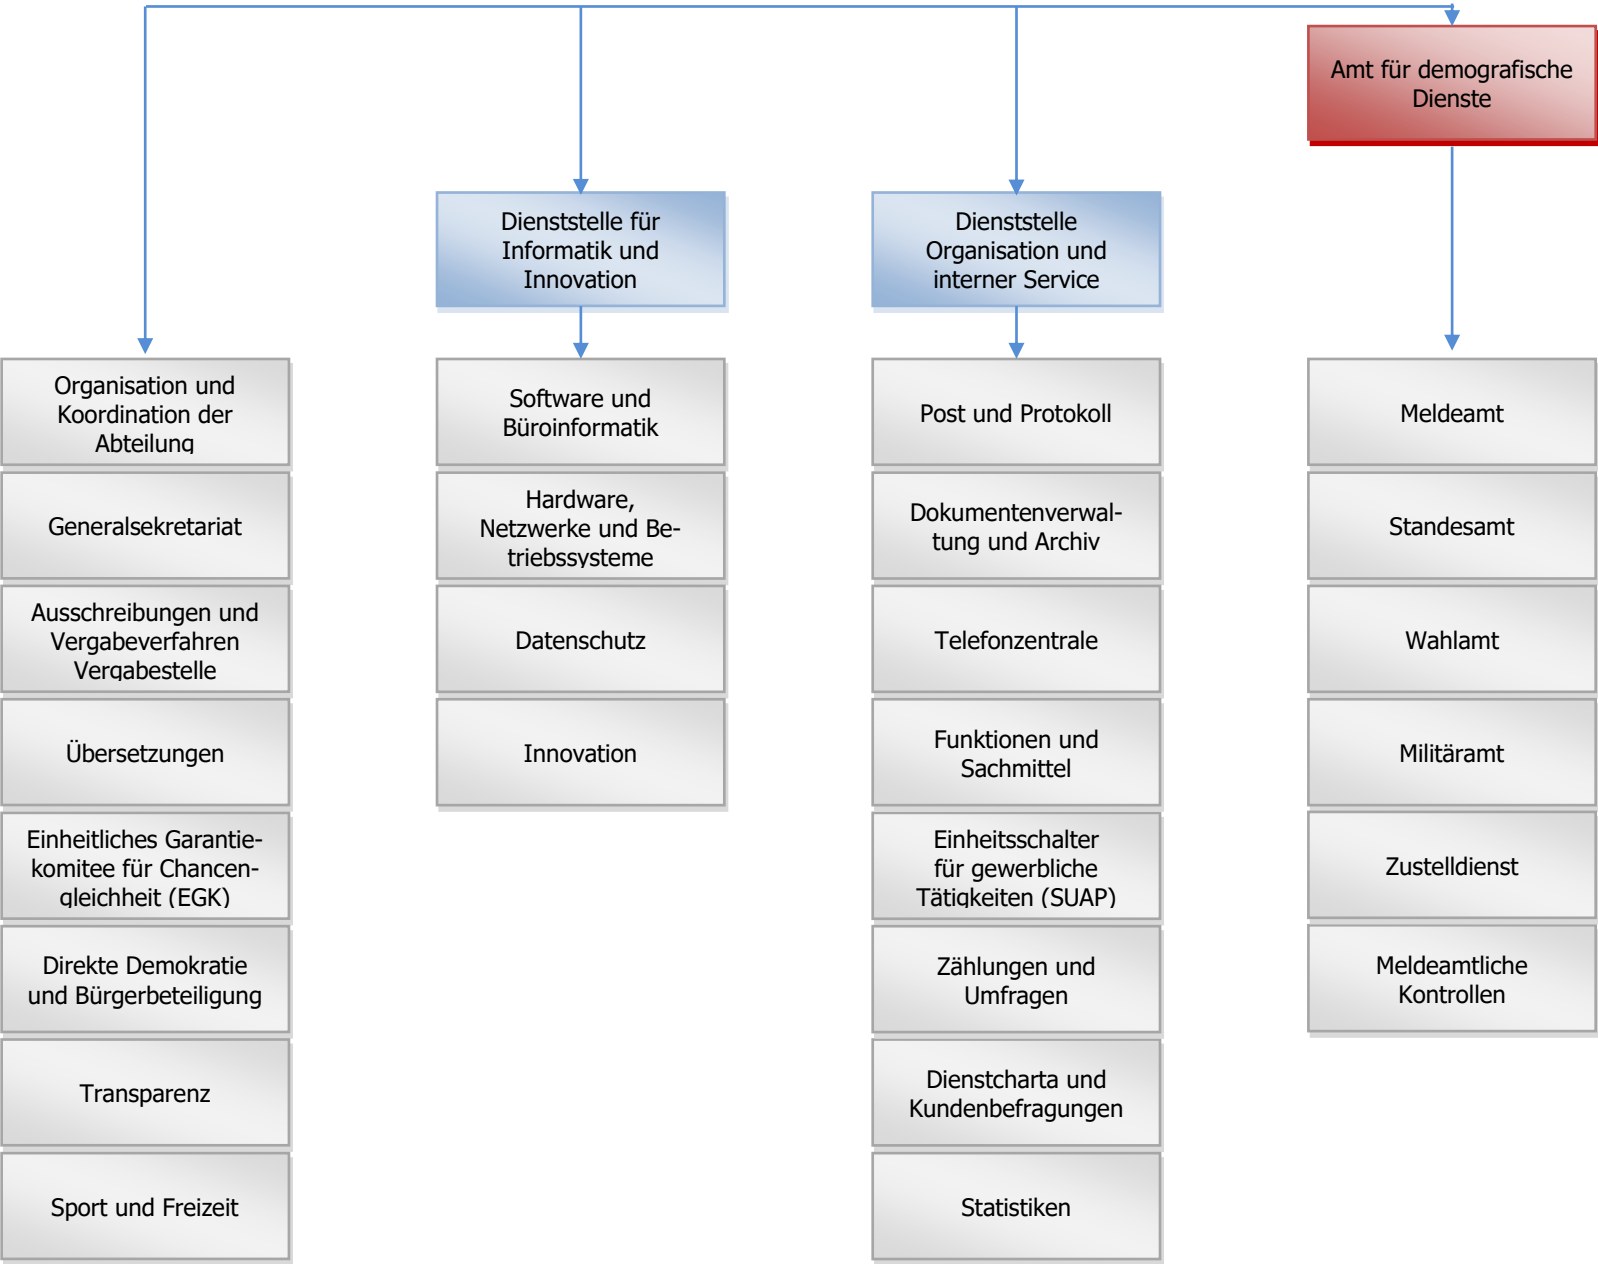 Amt für demografische
Dienste
Dienststelle für
Informatik und
Innovation
Dienststelle
Organisation und
interner Service
Organisation und
Koordination der
Abteilung
Generalsekretariat
Ausschreibungen und
Vergabeverfahren
Vergabestelle
Übersetzungen
Einheitliches Garantie-
komitee für Chancen-
gleichheit (EGK)
Direkte Demokratie
und Bürgerbeteiligung
Transparenz
Sport und Freizeit
Software und
Büroinformatik
Hardware,
Netzwerke und Be-
triebssysteme
Datenschutz
Innovation
Post und Protokoll
Dokumentenverwal-
tung und Archiv
Telefonzentrale
Funktionen und
Sachmittel
Einheitsschalter
für gewerbliche
Tätigkeiten (SUAP)
Zählungen und
Umfragen
Dienstcharta und
Kundenbefragungen
Statistiken
Meldeamt
Standesamt
Wahlamt
Militäramt
Zustelldienst
Meldeamtliche
Kontrollen